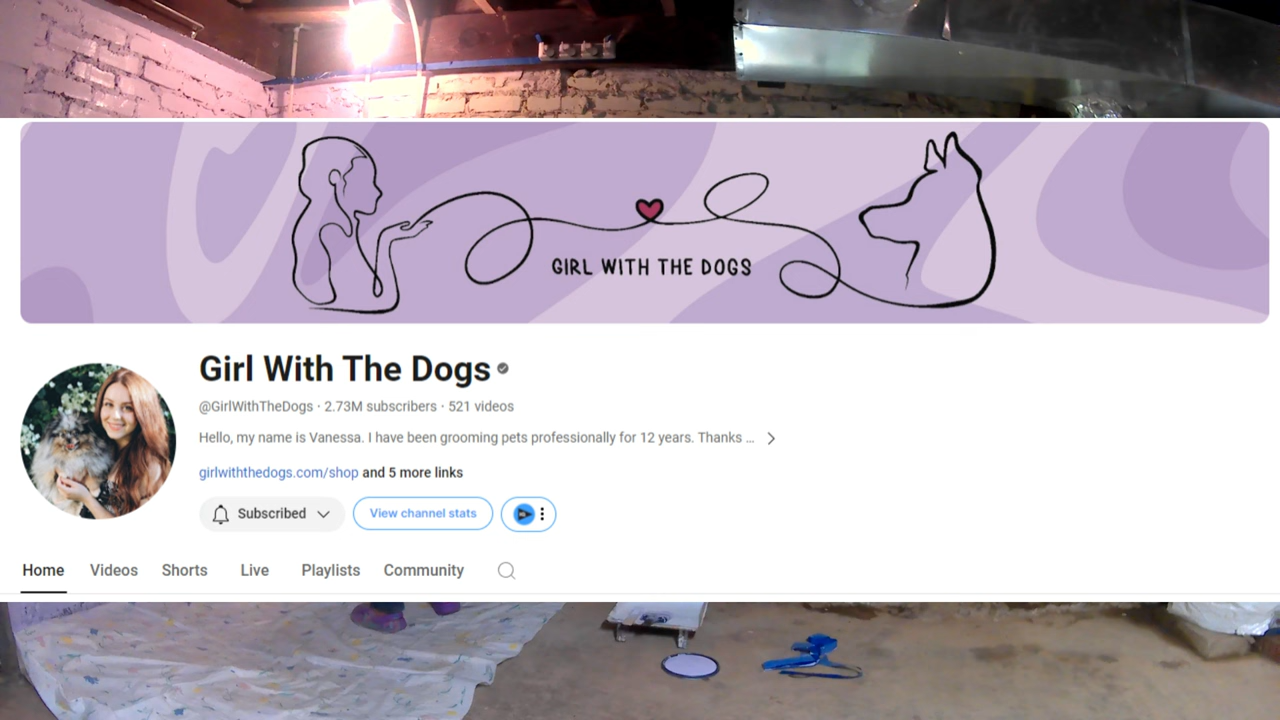 GIRL WITH THE DOGS
Girl With The Dogs
@GirlWithTheDogs · 2.73M subscribers · 521 videos
Hello, my name is Vanessa. I have been grooming pets professionally for 12 years. Thanks ...
girlwiththedogs.com/shop and 5 more links
Subscribed View channel stats
Home Videos Shorts Live Playlists Community